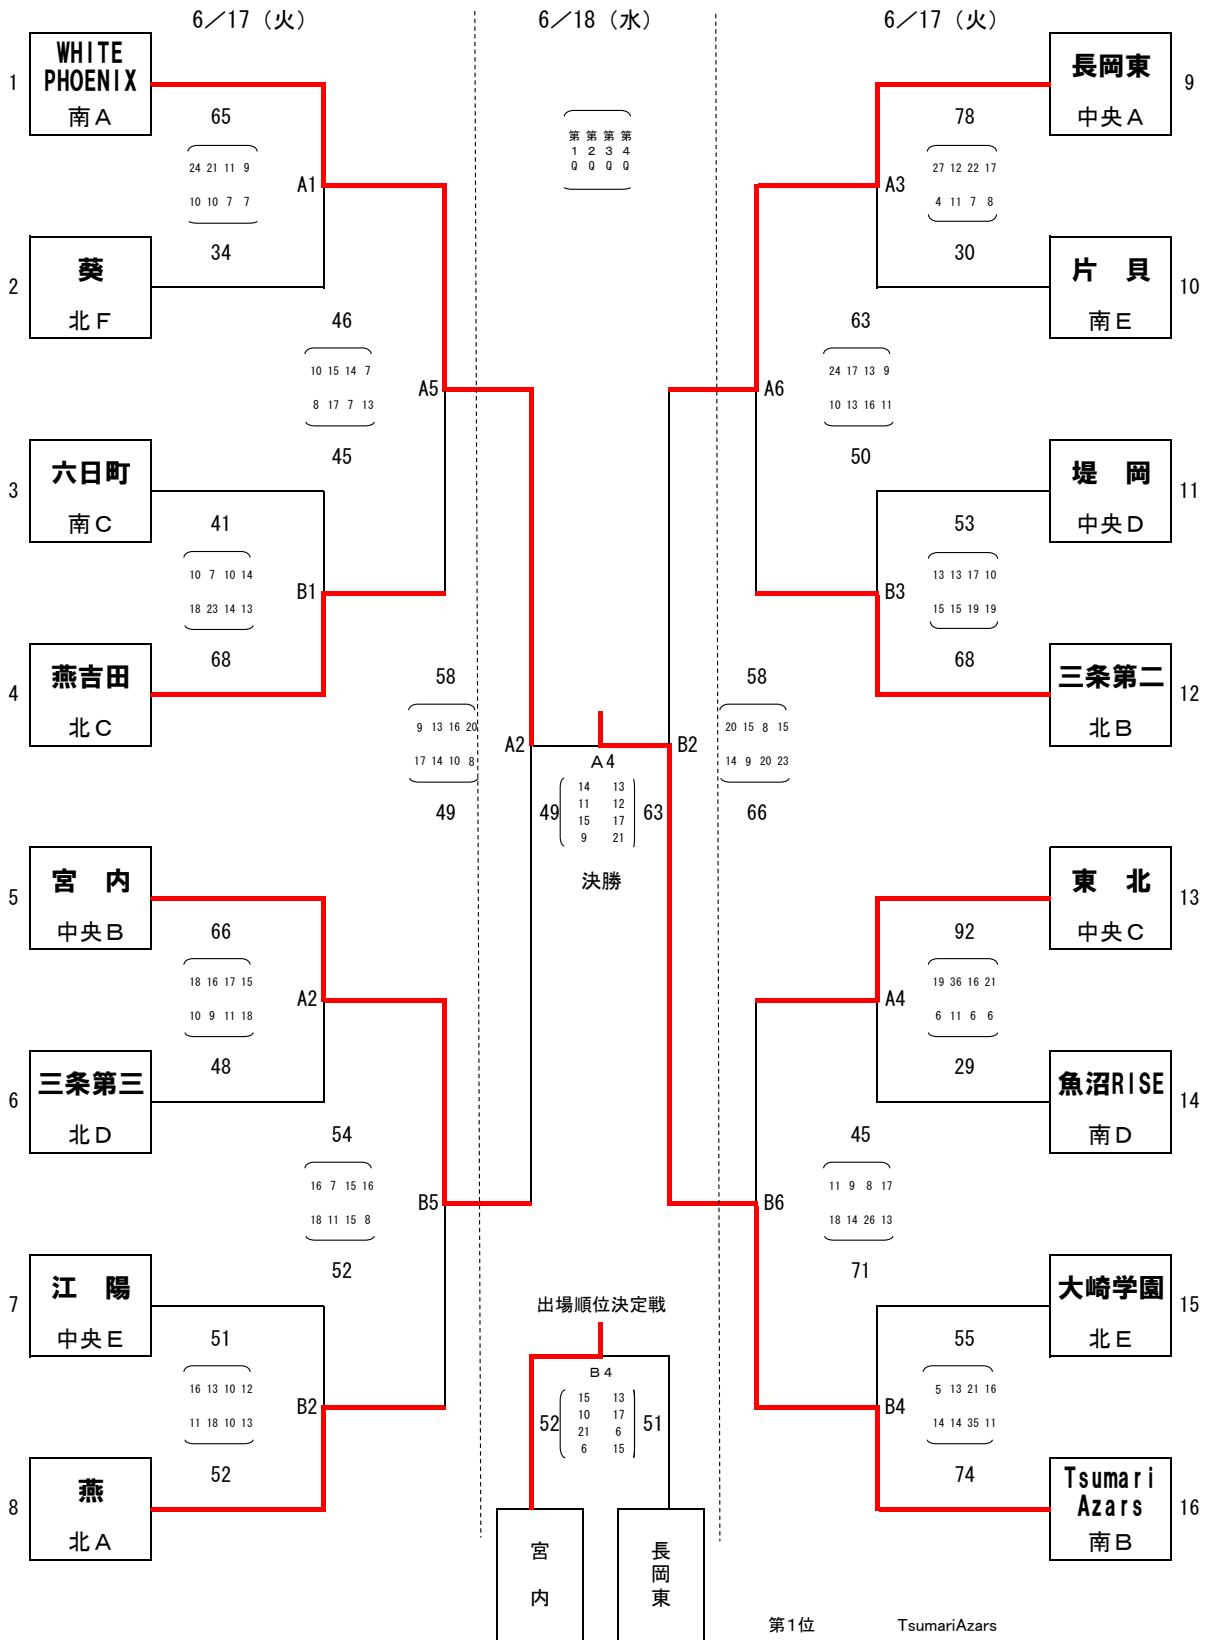 6／17（火）
6／18（水）
6／17（火）
1
WHITE
PHOENIX
南Ａ
65
24 21 11 9
10 10 7 7
34
A1
2
葵
北Ｆ
46
10 15 14 7
8 17 7 13
45
A5
3
六日町
南Ｃ
41
10 7 10 14
18 23 14 13
68
B1
4
燕吉田
北Ｃ
58
9 13 16 20
17 14 10 8
49
A2
5
宮　内
中央Ｂ
66
18 16 17 15
10 9 11 18
48
A2
6
三条第三
北Ｄ
54
16 7 15 16
18 11 15 8
52
B5
7
江　陽
中央Ｅ
51
16 13 10 12
11 18 10 13
52
B2
8
燕
北Ａ
第1Q 第2Q 第3Q 第4Q
Ａ4
49
14 13
11 12
15 17
9 21
63
決勝
出場順位決定戦
Ｂ4
52
15 13
10 17
21 6
6 15
51
宮内
長岡東
長岡東
中央Ａ
9
78
27 12 22 17
4 11 7 8
30
A3
片　貝
南Ｅ
10
63
24 17 13 9
10 13 16 11
50
A6
堤　岡
中央Ｄ
11
53
13 13 17 10
15 15 19 19
68
B3
三条第二
北Ｂ
12
58
20 15 8 15
14 9 20 23
66
B2
東　北
中央Ｃ
13
92
19 36 16 21
6 11 6 6
29
A4
魚沼RISE
南Ｄ
14
45
11 9 8 17
18 14 26 13
71
B6
大崎学園
北Ｅ
15
55
5 13 21 16
14 14 35 11
74
B4
Tsumari
Azars
南Ｂ
16
第1位 TsumariAzars